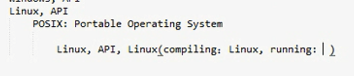 Linux, API
POSIX: Portable Operating System
Linux, API, Linux(compiling: Linux, running: )